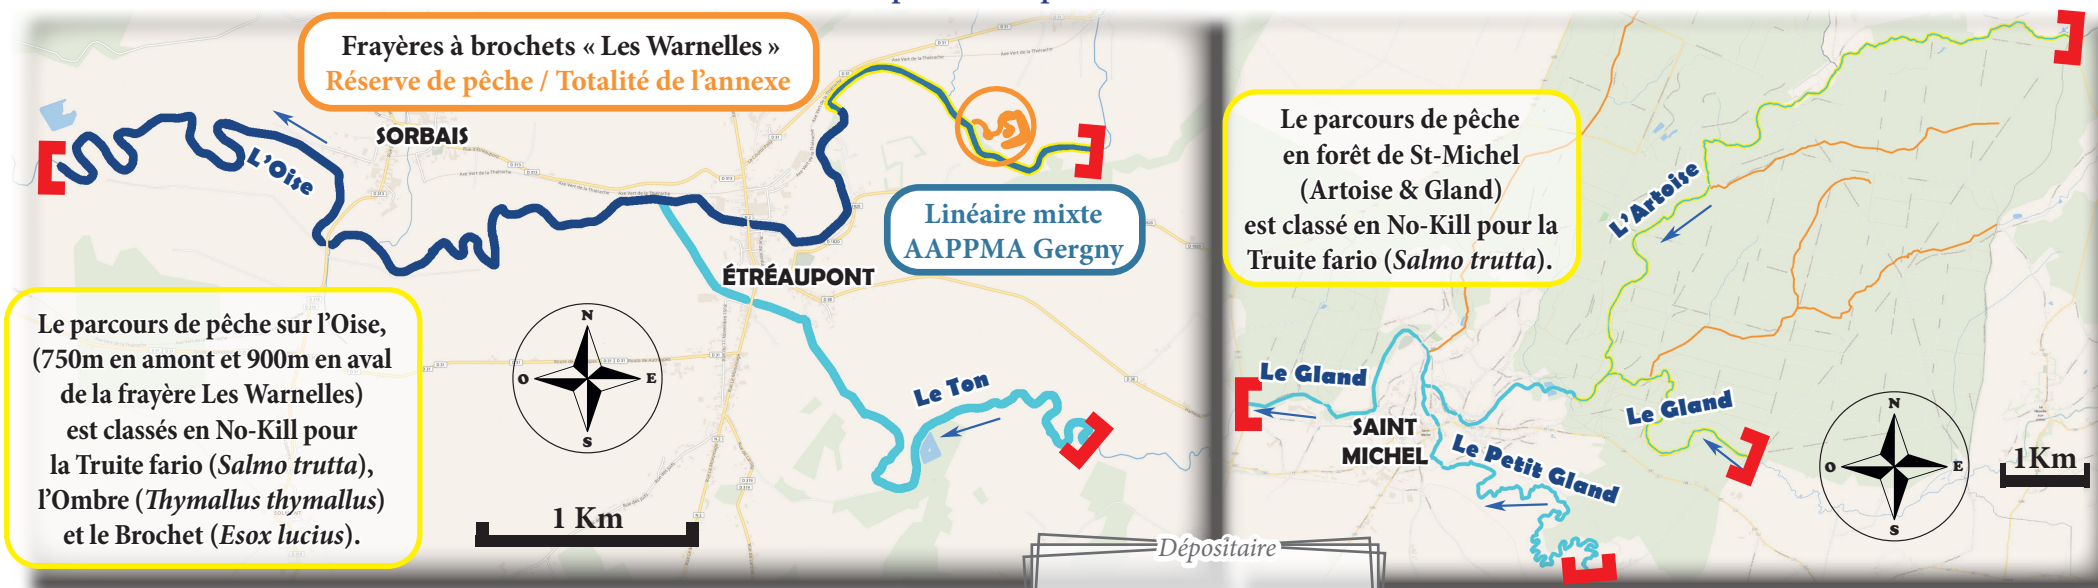 Frayères à brochets « Les Warnelles »
Réserve de pêche / Totalité de l'annexe
SORBAIS
L'Oise
Linéaire mixte
AAPPMA Gergny
ÉTRÉAUPONT
Le parcours de pêche sur l'Oise,
(750m en amont et 900m en aval
de la frayère Les Warnelles)
est classés en No-Kill pour
la Truite fario (Salmo trutta),
l'Ombre (Thymallus thymallus)
et le Brochet (Esox lucius).
N
O
E
S
Le Ton
1 Km
Le parcours de pêche
en forêt de St-Michel
(Artoise & Gland)
est classé en No-Kill pour la
Truite fario (Salmo trutta).
L'Artoise
Le Gland
SAINT
MICHEL
Le Gland
Le Petit Gland
N
O
E
S
1Km
Dépositaire